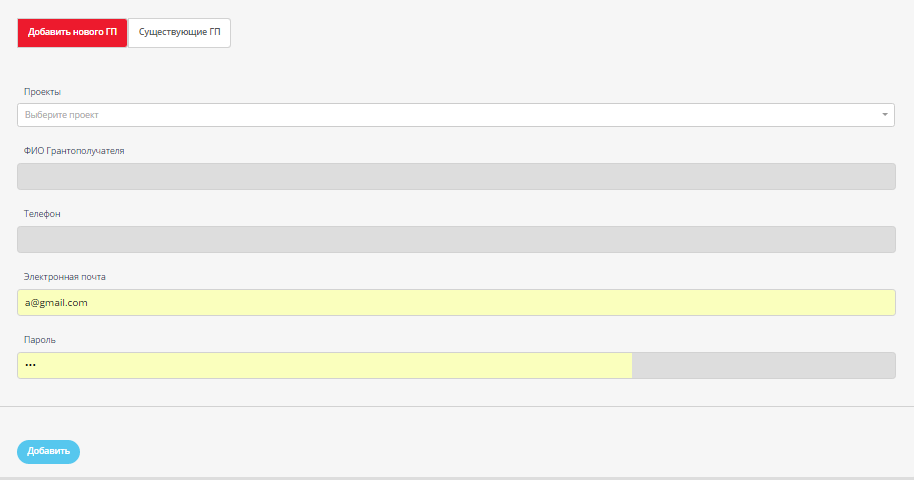 Добавить нового ГП Существующие ГП
Проекты
Выберите проект
ФИО Грантополучателя
Телефон
Электронная почта
a@gmail.com
Пароль
•••
Добавить